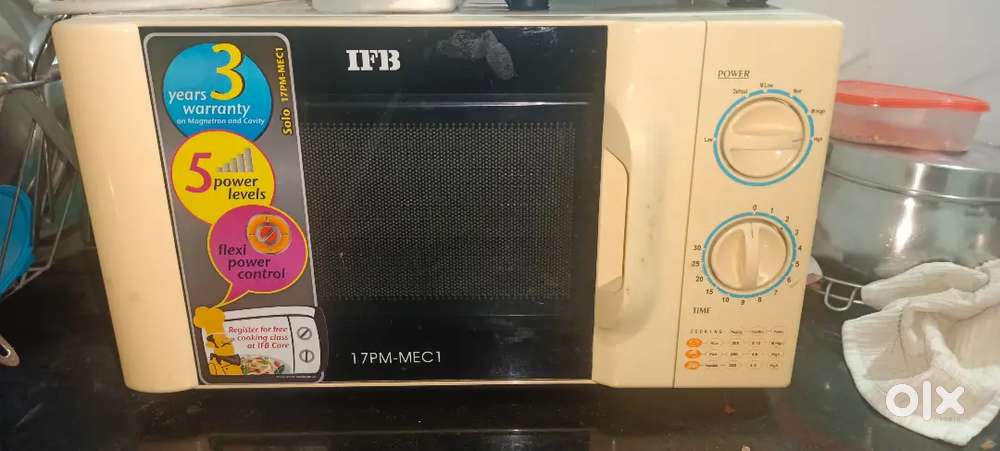 IFB
3
years
warranty
on Magnetron and Cavity
Solo 17PM-MEC1
5 power
levels
flexi
power
control
Register for free
cooking class
at IFB Care
17PM-MEC1
POWER
Defrost
M.Low
Med
M.High
Low
High
0
1
2
3
4
5
6
7
8
9
10
15
20
25
30
TIME
COOKING
olx